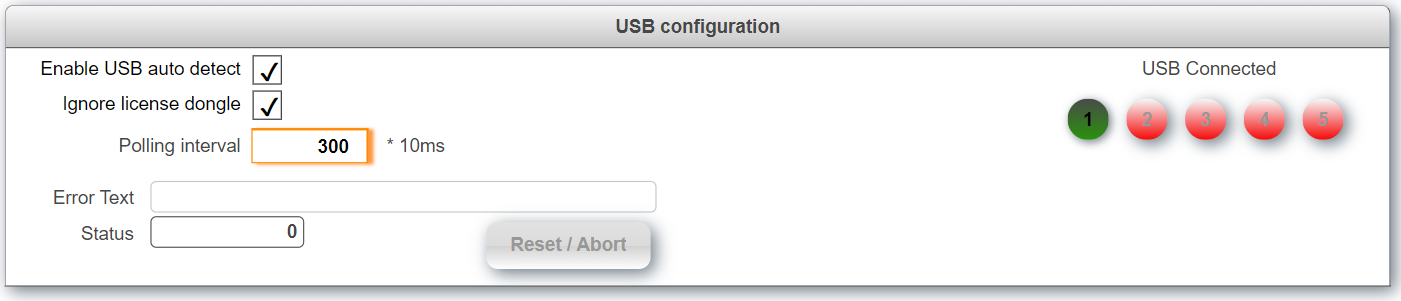 USB configuration
Enable USB auto detect
USB Connected
Ignore license dongle
1 2 3 4 5
Polling interval 300 * 10ms
Error Text
Status 0
Reset / Abort